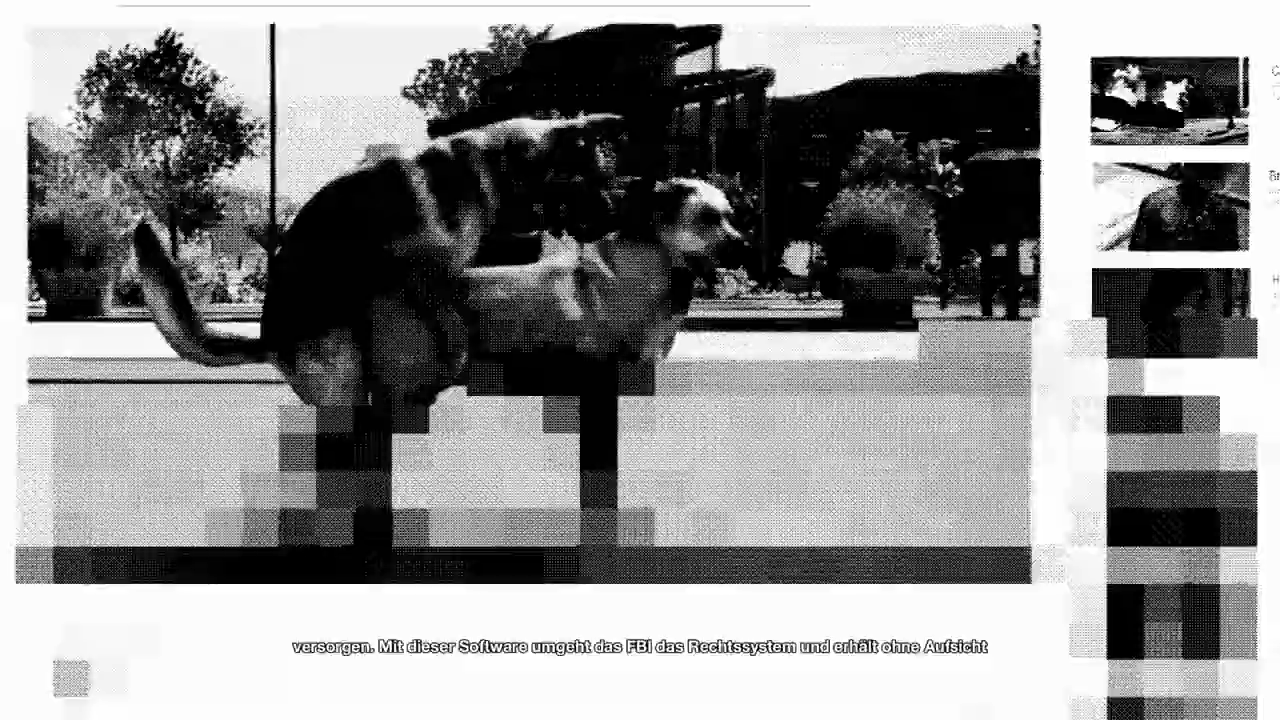 versorgen. Mit dieser Software umgeht das FBI das Rechtssystem und erhält ohne Aufsicht